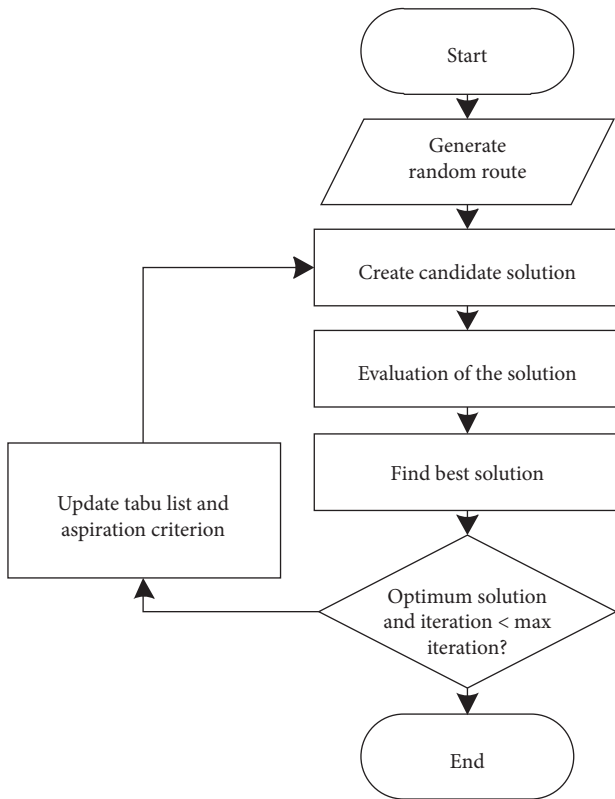 Start
Generate
random route
Create candidate solution
Evaluation of the solution
Find best solution
Update tabu list and
aspiration criterion
Optimum solution
and iteration < max
iteration?
End